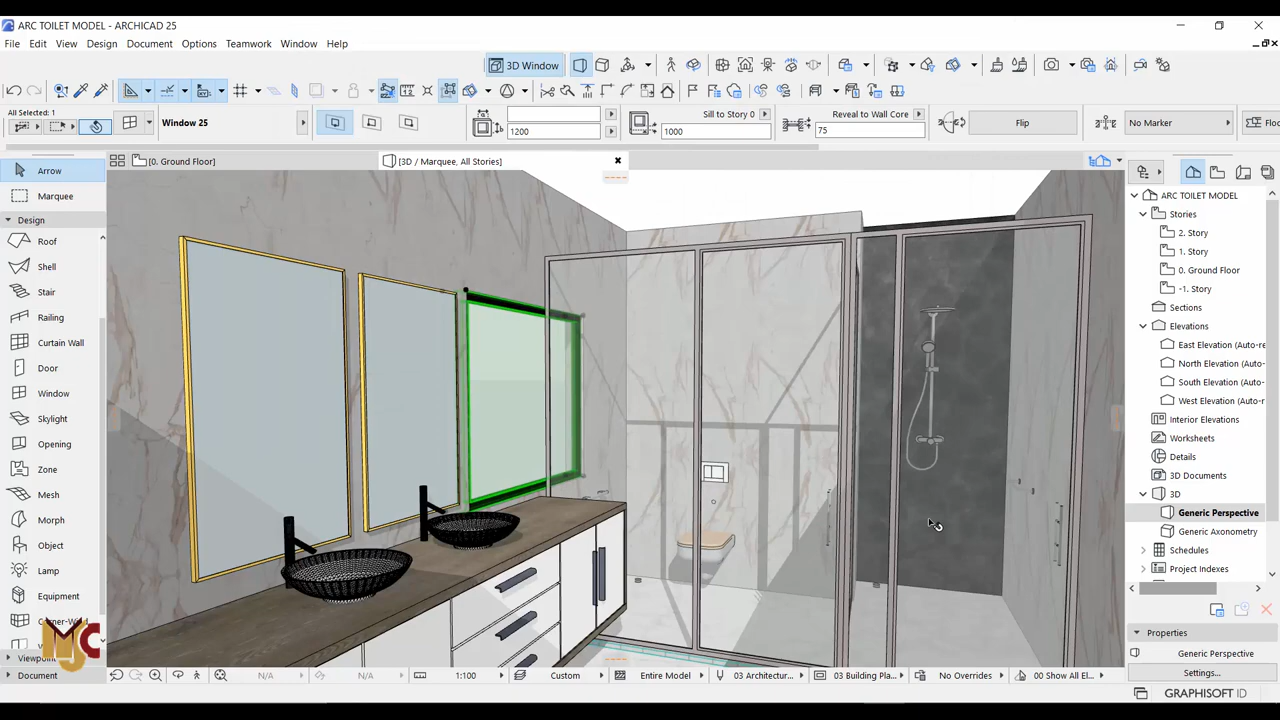 ARC TOILET MODEL - ARCHICAD 25
File Edit View Design Document Options Teamwork Window Help
3D Window
All Selected: 1
Window 25
1200
Sill to Story 0
1000
Reveal to Wall Core
75
Flip
No Marker
Floo
[0. Ground Floor]
[3D / Marquee, All Stories]
Arrow
Marquee
Design
Roof
Shell
Stair
Railing
Curtain Wall
Door
Window
Skylight
Opening
Zone
Mesh
Morph
Object
Lamp
Equipment
Corner-Wi
Viewpoi
Document
MJC
ARC TOILET MODEL
Stories
2. Story
1. Story
0. Ground Floor
-1. Story
Sections
Elevations
East Elevation (Auto-r
North Elevation (Auto-
South Elevation (Auto-
West Elevation (Auto-r
Interior Elevations
Worksheets
Details
3D Documents
3D
Generic Perspective
Generic Axonometry
Schedules
Project Indexes
Properties
Generic Perspective
Settings...
N/A
N/A
1:100
Custom
Entire Model
03 Architectur...
03 Building Pla...
No Overrides
00 Show All El...
GRAPHISOFT ID